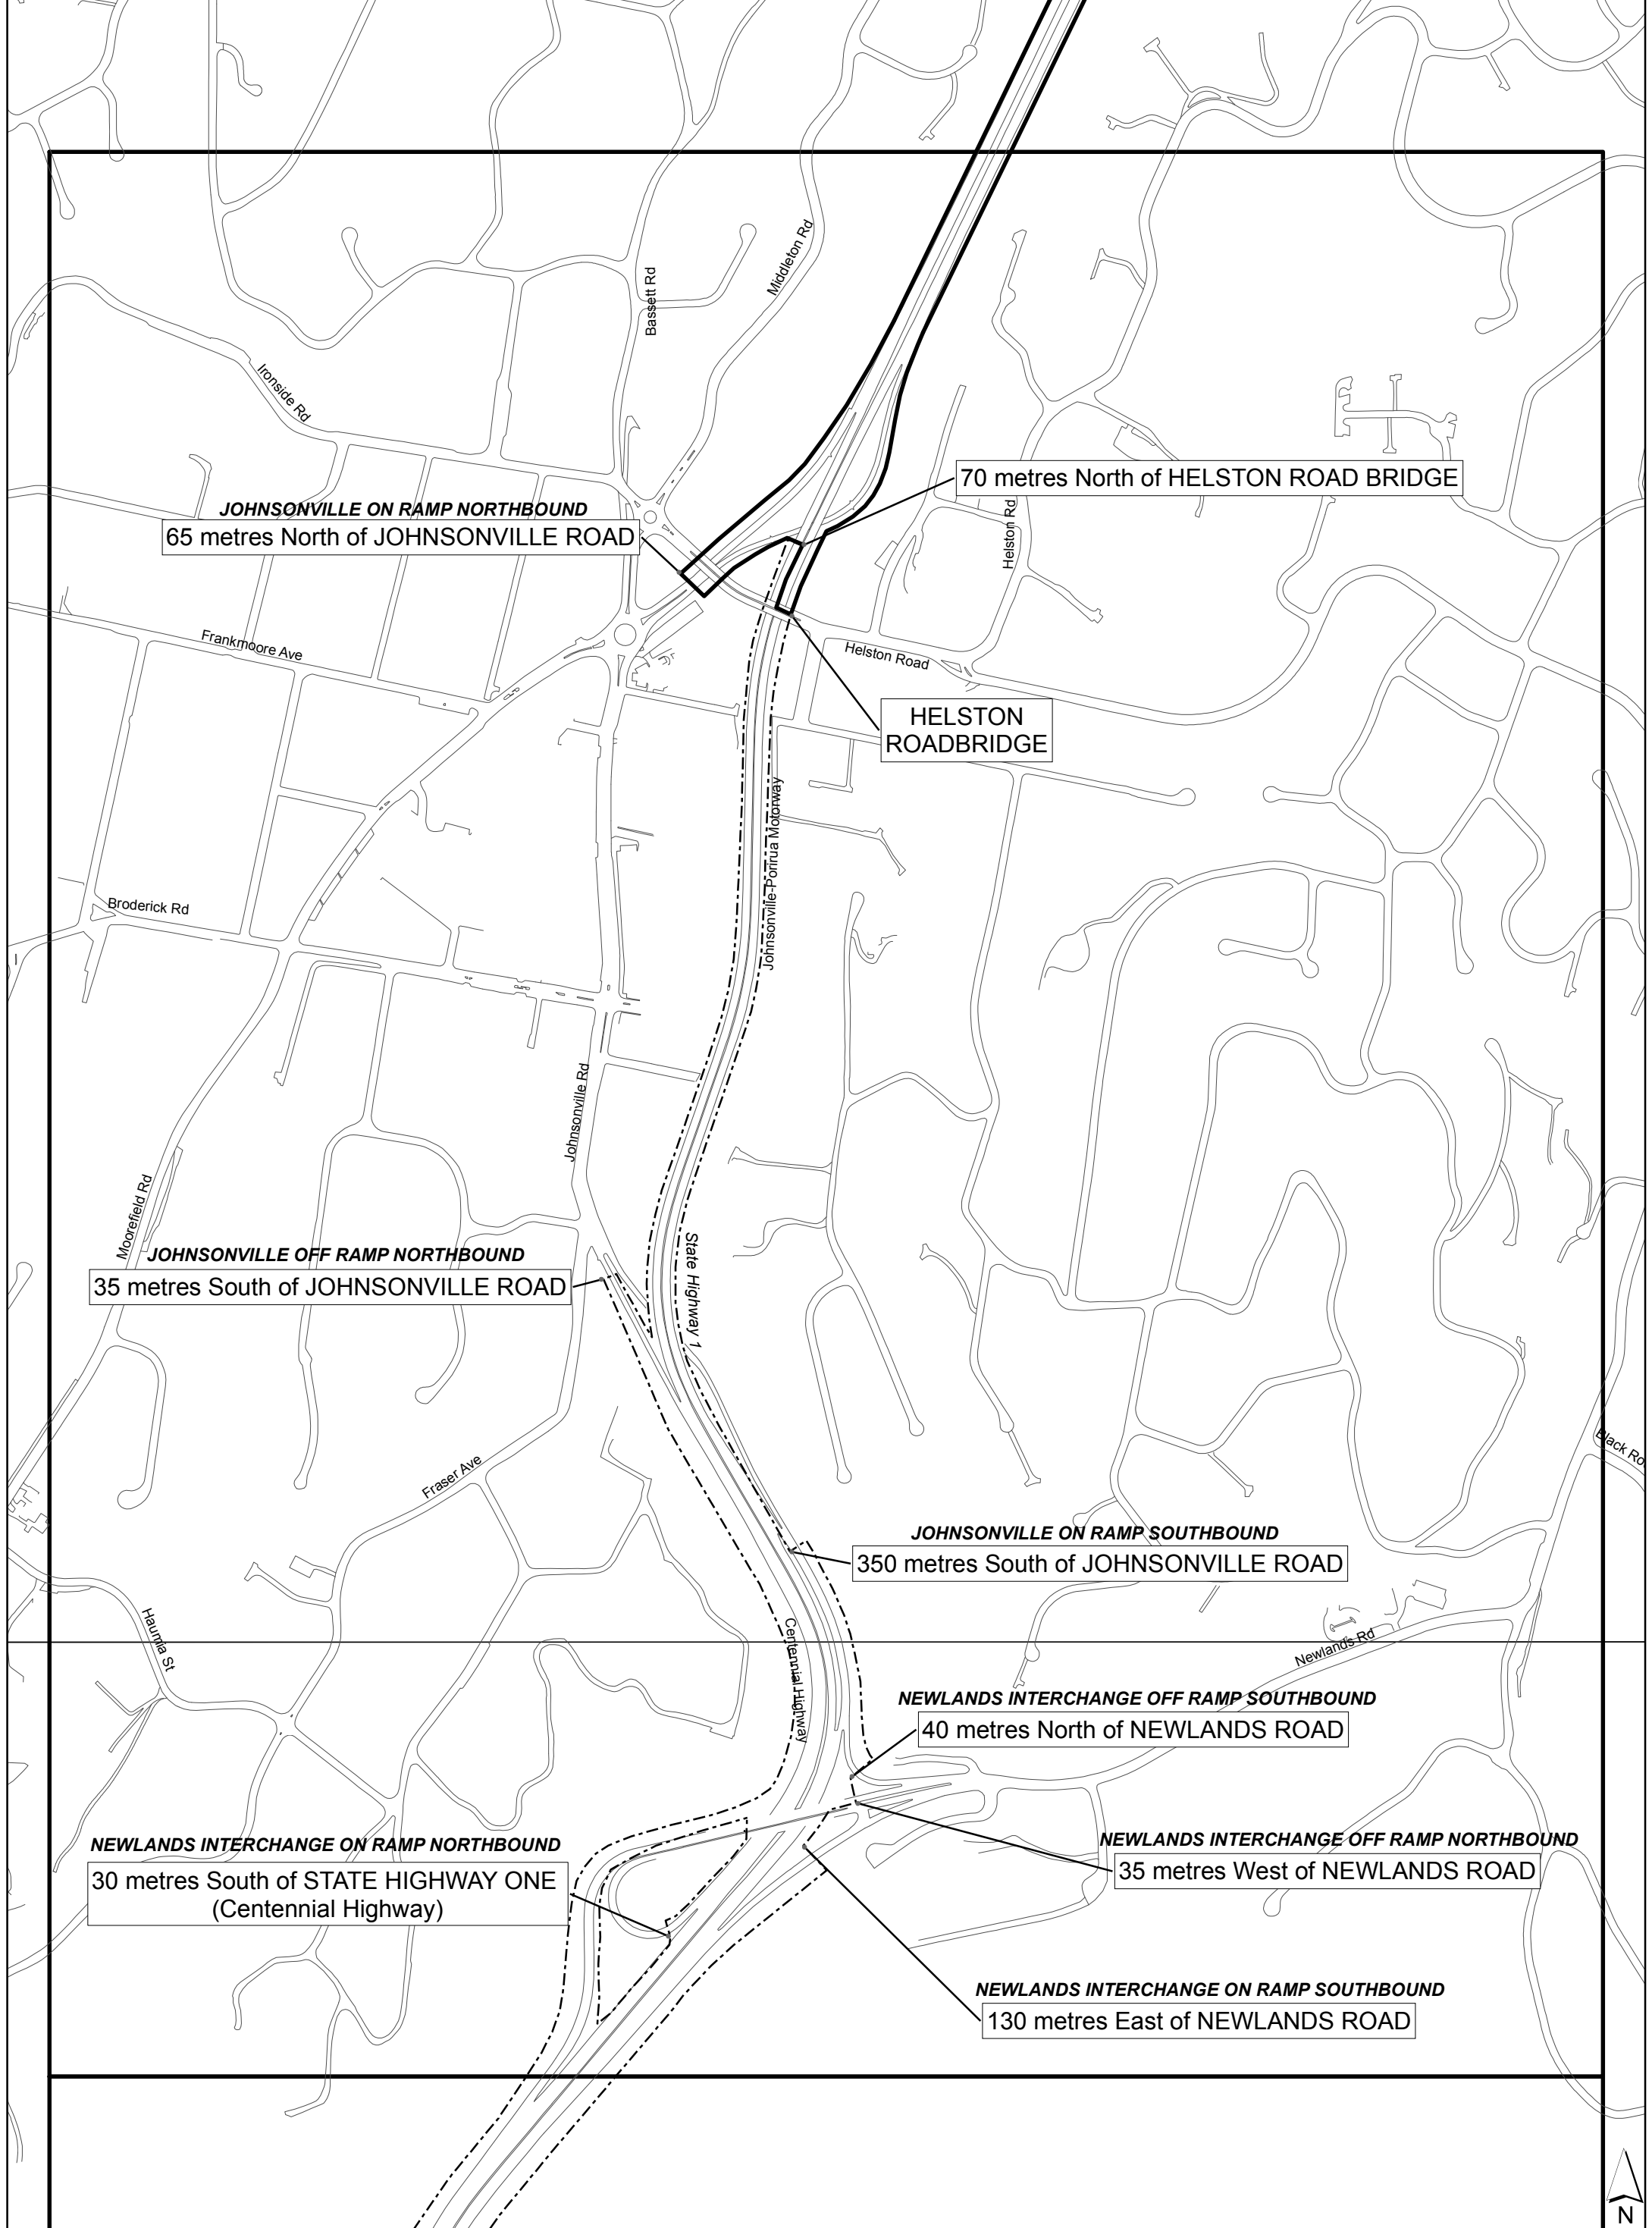 Bassett Rd
Middleton Rd
Ironside Rd
70 metres North of HELSTON ROAD BRIDGE
JOHNSONVILLE ON RAMP NORTHBOUND
65 metres North of JOHNSONVILLE ROAD
Helston Rd
Frankmoore Ave
Helston Road
HELSTON
ROADBRIDGE
Johnsonville-Porirua Motorway
Broderick Rd
Johnsonville Rd
Moorefield Rd
State Highway 1
JOHNSONVILLE OFF RAMP NORTHBOUND
35 metres South of JOHNSONVILLE ROAD
Black Ro
Fraser Ave
JOHNSONVILLE ON RAMP SOUTHBOUND
350 metres South of JOHNSONVILLE ROAD
Haumia St
Centennial Highway
Newlands Rd
NEWLANDS INTERCHANGE OFF RAMP SOUTHBOUND
40 metres North of NEWLANDS ROAD
NEWLANDS INTERCHANGE ON RAMP NORTHBOUND
30 metres South of STATE HIGHWAY ONE
(Centennial Highway)
NEWLANDS INTERCHANGE OFF RAMP NORTHBOUND
35 metres West of NEWLANDS ROAD
NEWLANDS INTERCHANGE ON RAMP SOUTHBOUND
130 metres East of NEWLANDS ROAD
N